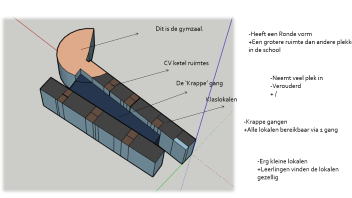 Dit is de gymzaal.
CV ketel ruimtes
De 'Krappe' gang
Klaslokalen
-Heeft een Ronde vorm
+Een grotere ruimte dan andere plekk
in de school
-Neemt veel plek in
-Verouderd
+ /
-Krappe gangen
+Alle lokalen bereikbaar via 1 gang
-Erg kleine lokalen
+Leerlingen vinden de lokalen
gezellig